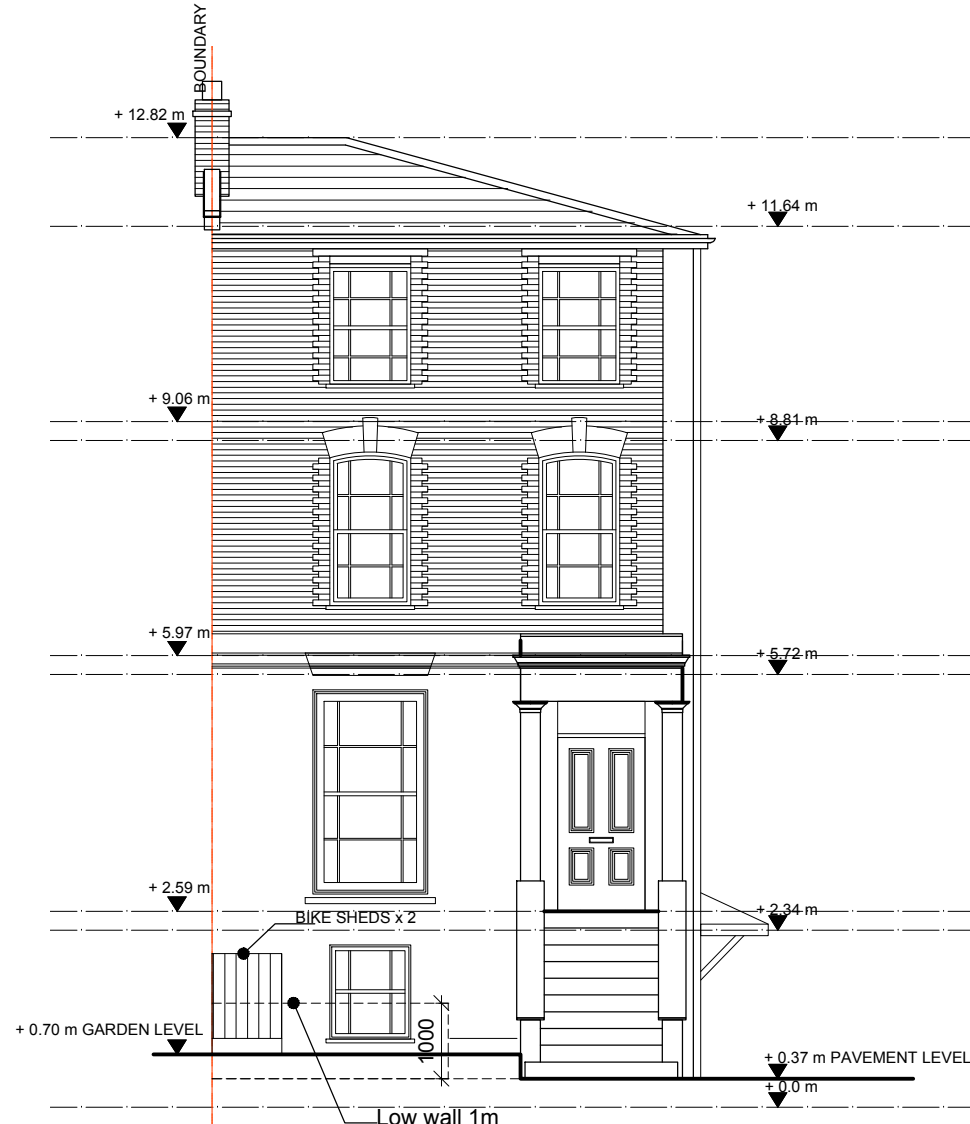 BOUNDARY
+ 12.82 m
+ 11.64 m
+ 9.06 m
+ 8.81 m
+ 5.97 m
+ 5.72 m
+ 2.59 m
+ 2.34 m
BIKE SHEDS x 2
1000
+ 0.70 m GARDEN LEVEL
+ 0.37 m PAVEMENT LEVEL
+ 0.0 m
Low wall 1m